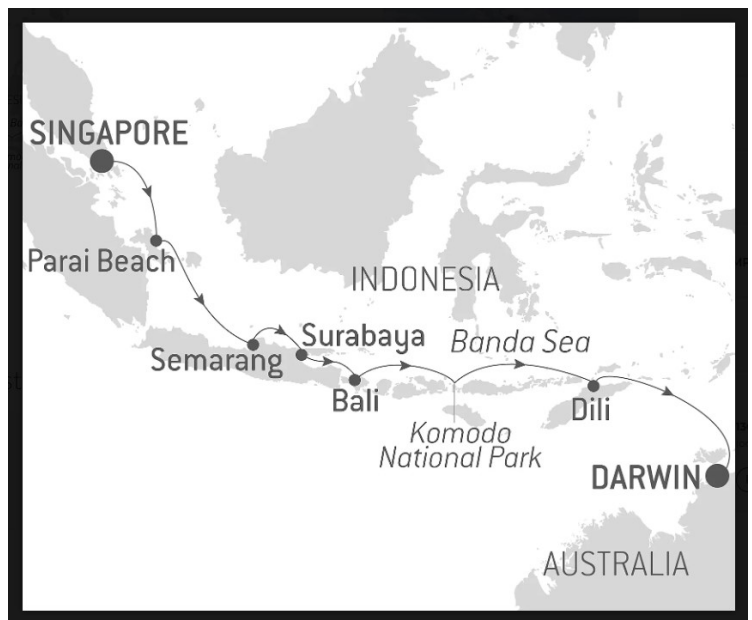 SINGAPORE
Parai Beach
INDONESIA
Surabaya
Banda Sea
Semarang
Bali
Dili
Komodo
National Park
DARWIN
AUSTRALIA